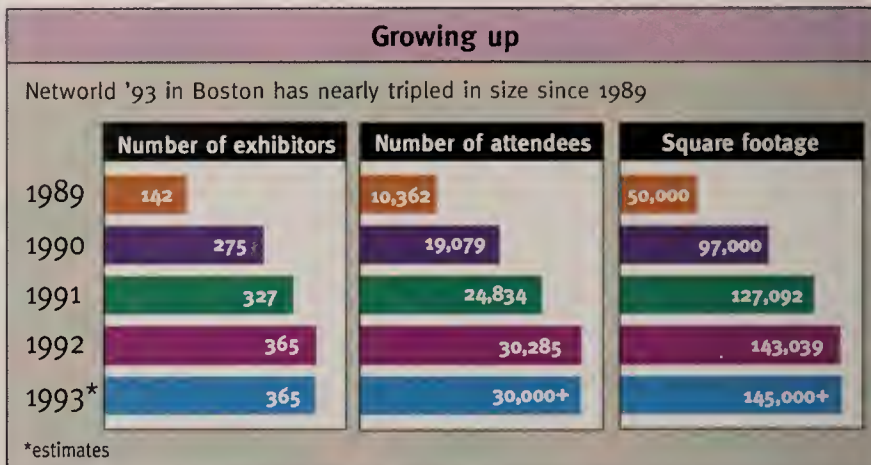 Growing up
Networld '93 in Boston has nearly tripled in size since 1989
Number of exhibitors Number of attendees Square footage
1989 142 10,362 50,000
1990 275 19,079 97,000
1991 327 24,834 127,092
1992 365 30,285 143,039
1993* 365 30,000+ 145,000+
*estimates